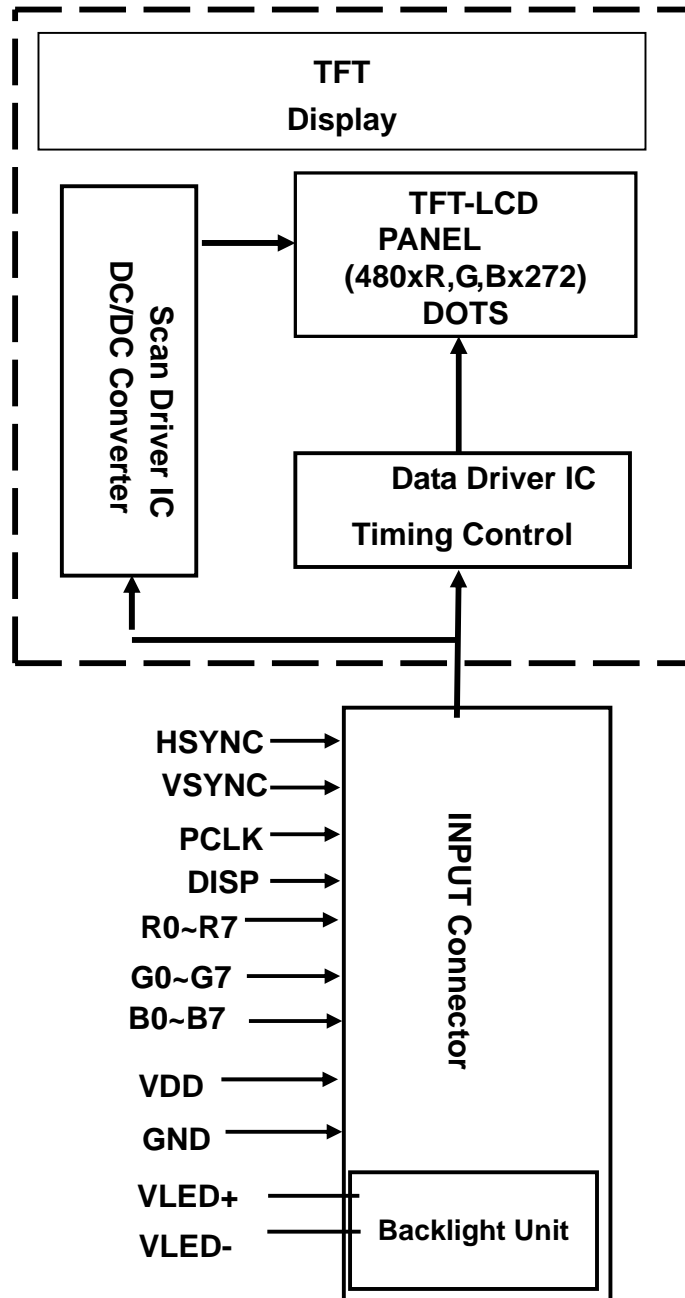 TFT
Display
TFT-LCD
PANEL
(480xR,G,Bx272)
DOTS
Scan Driver IC
DC/DC Converter
Data Driver IC
Timing Control
HSYNC
VSYNC
PCLK
DISP
R0~R7
G0~G7
B0~B7
VDD
GND
VLED+
VLED-
INPUT Connector
Backlight Unit